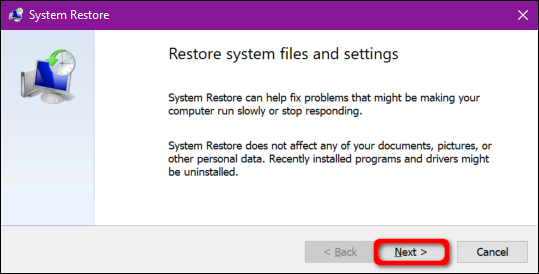 System Restore
Restore system files and settings
System Restore can help fix problems that might be making your
computer run slowly or stop responding.
System Restore does not affect any of your documents, pictures, or
other personal data. Recently installed programs and drivers might
be uninstalled.
< Back
Next >
Cancel